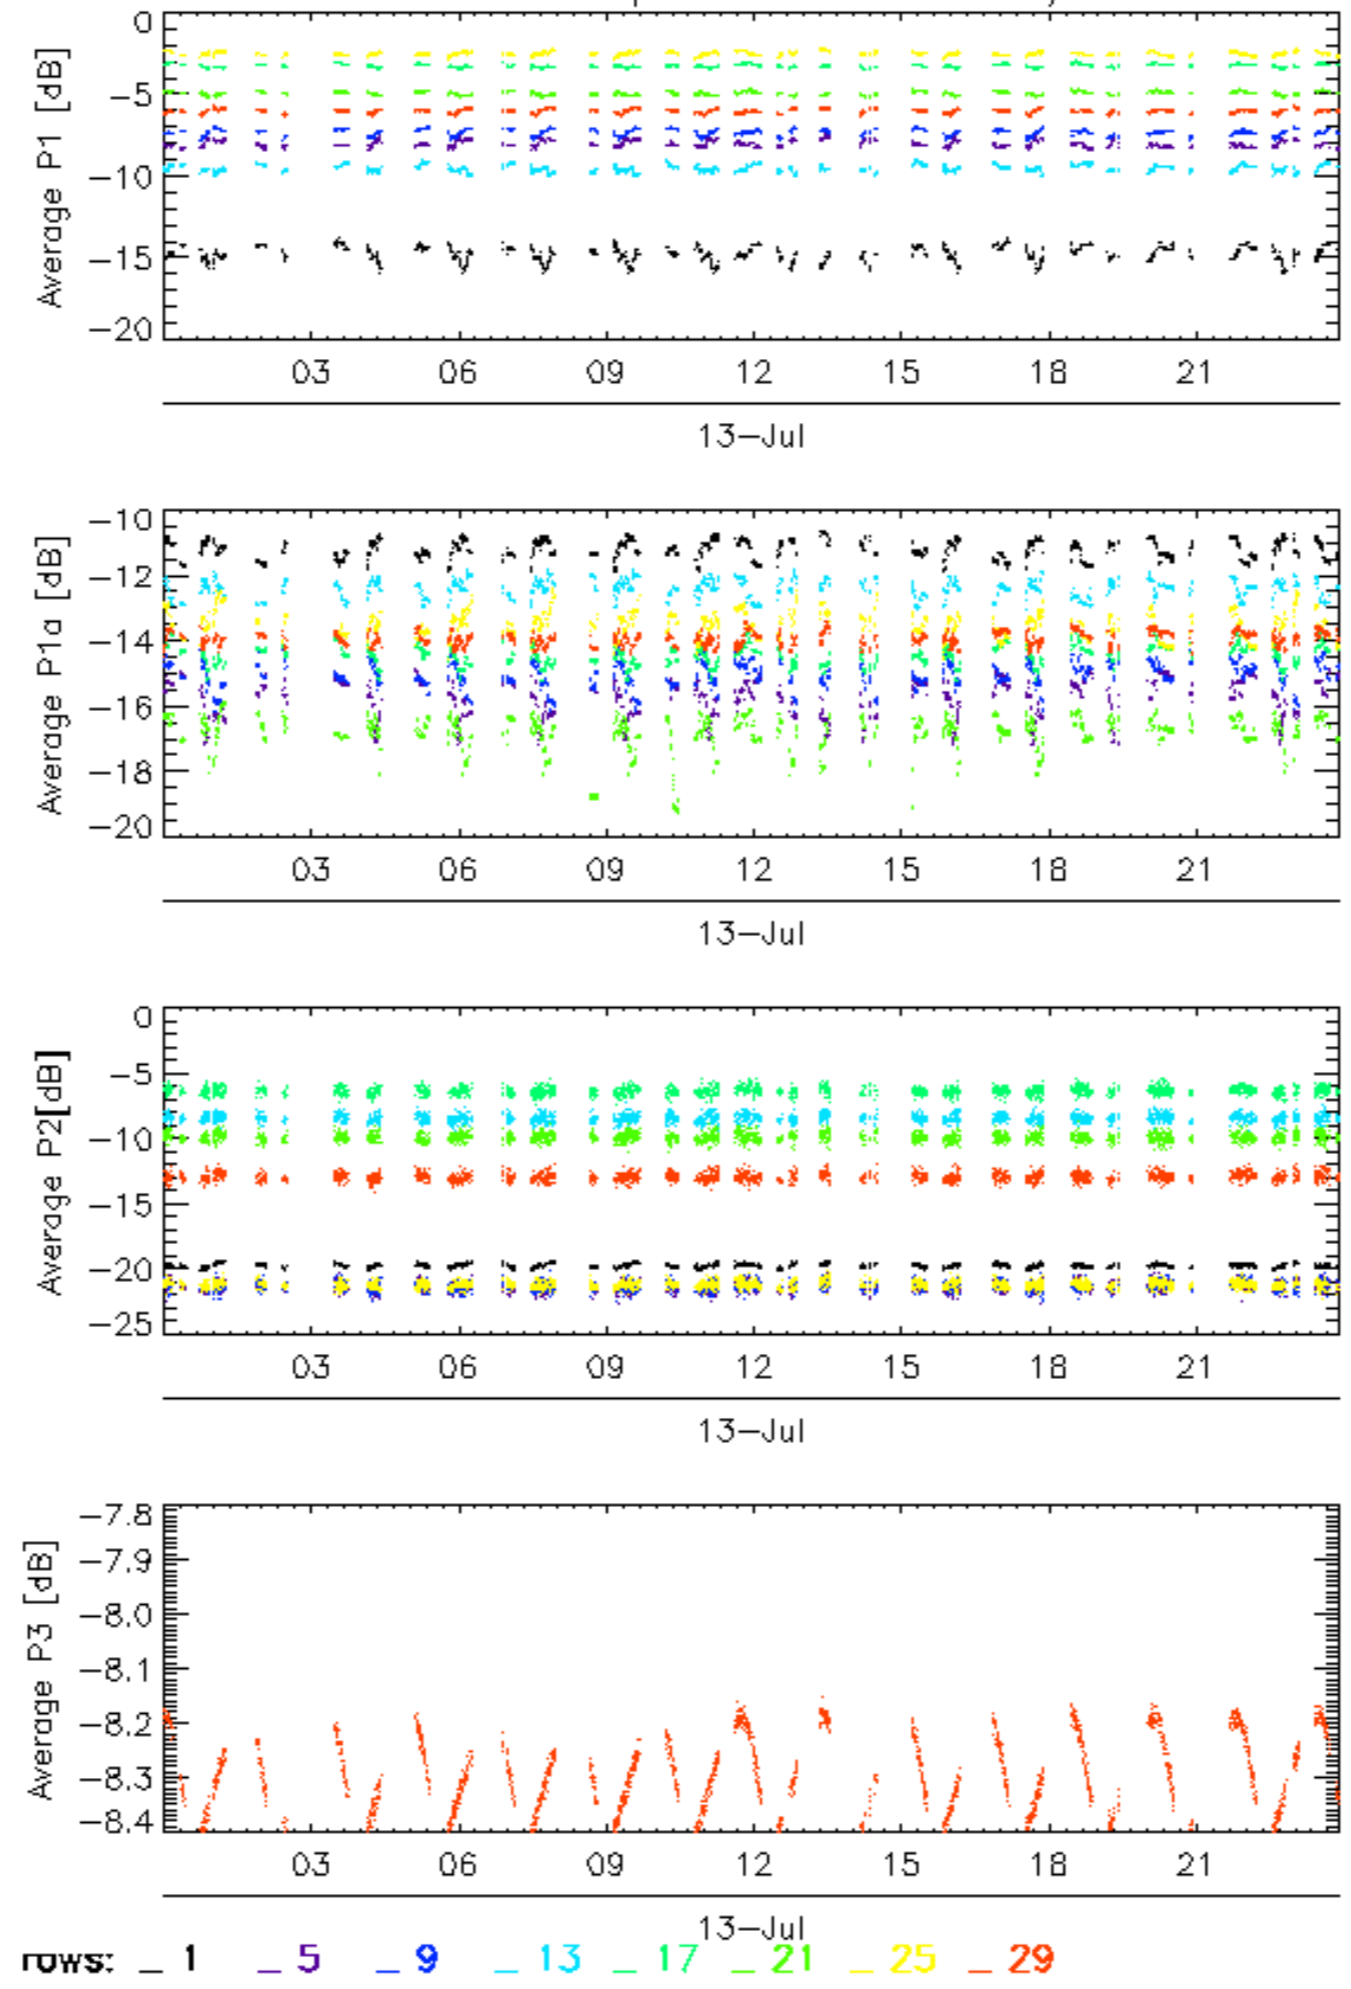 Average P1 [dB]
0
−5
−10
−15
−20
03 06 09 12 15 18 21
13−Jul
Average P1a [dB]
−10
−12
−14
−16
−18
−20
03 06 09 12 15 18 21
13−Jul
Average P2[dB]
0
−5
−10
−15
−20
−25
03 06 09 12 15 18 21
13−Jul
Average P3 [dB]
−7.8
−7.9
−8.0
−8.1
−8.2
−8.3
−8.4
03 06 09 12 15 18 21
13−Jul
rows: _ 1 _ 5 _ 9 _ 13 _ 17 _ 21 _ 25 _ 29